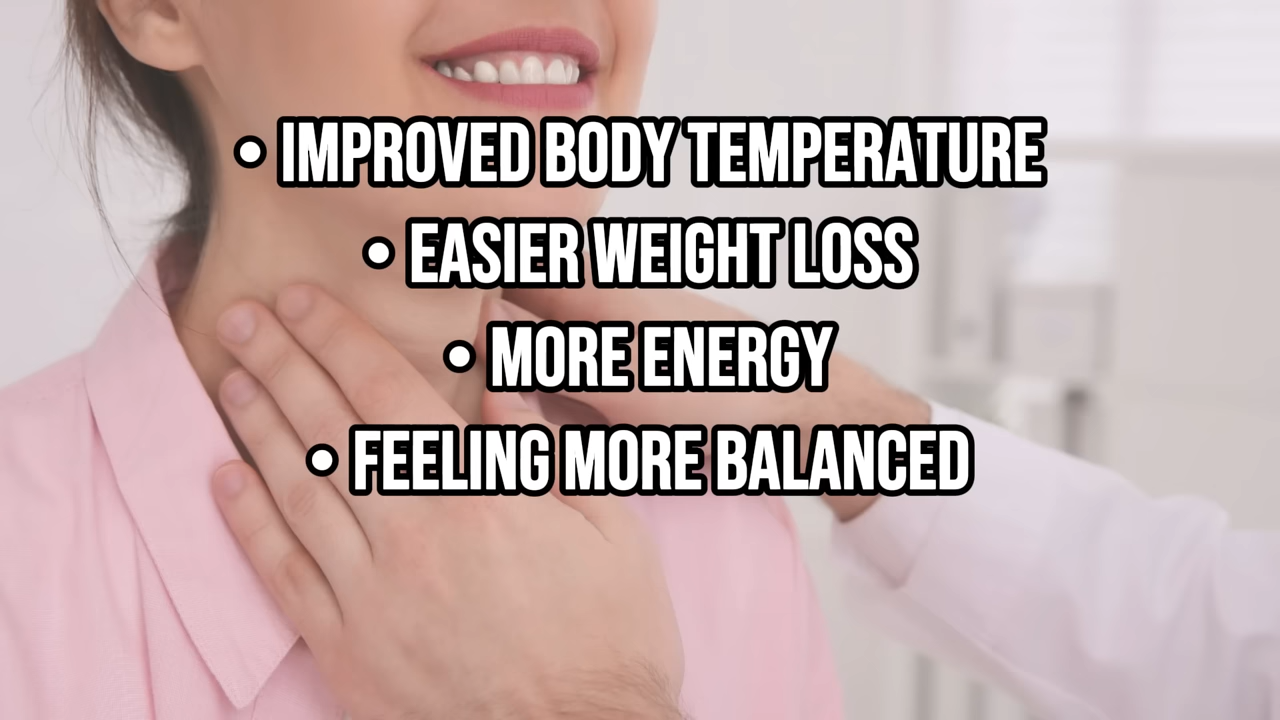 • IMPROVED BODY TEMPERATURE
• EASIER WEIGHT LOSS
• MORE ENERGY
• FEELING MORE BALANCED